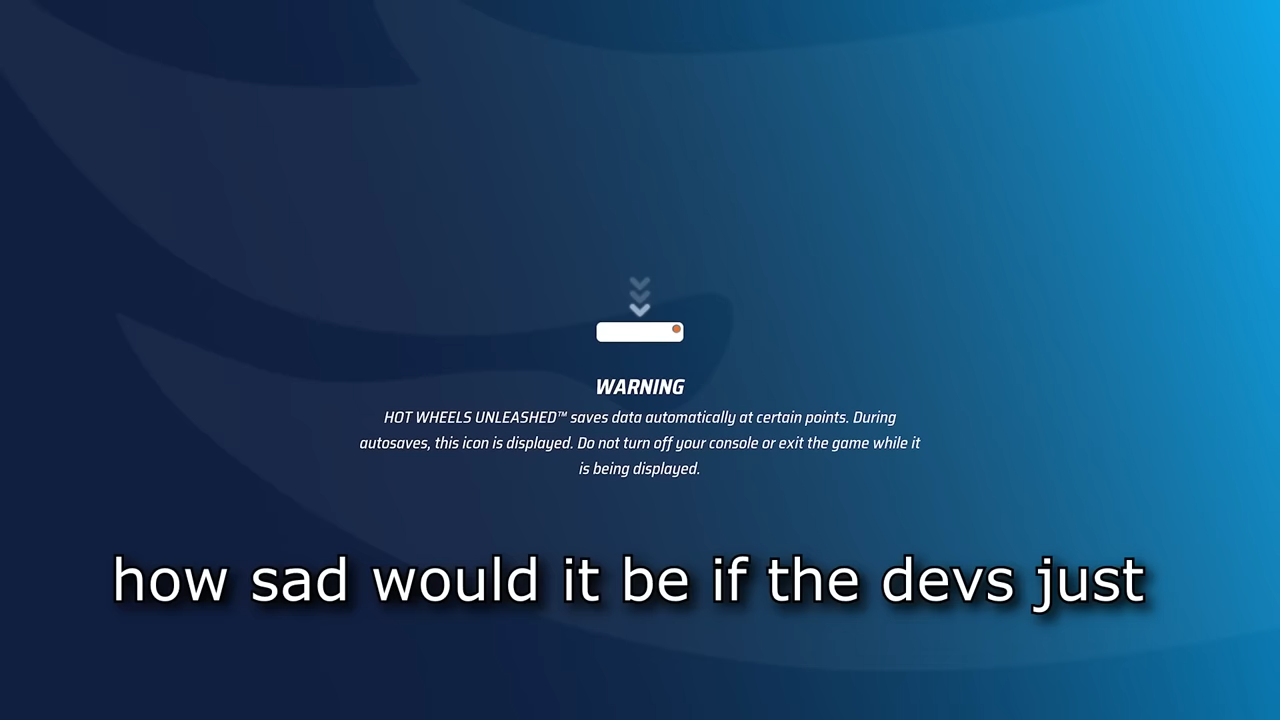 WARNING
HOT WHEELS UNLEASHED™ saves data automatically at certain points. During
autosaves, this icon is displayed. Do not turn off your console or exit the game while it
is being displayed.
how sad would it be if the devs just